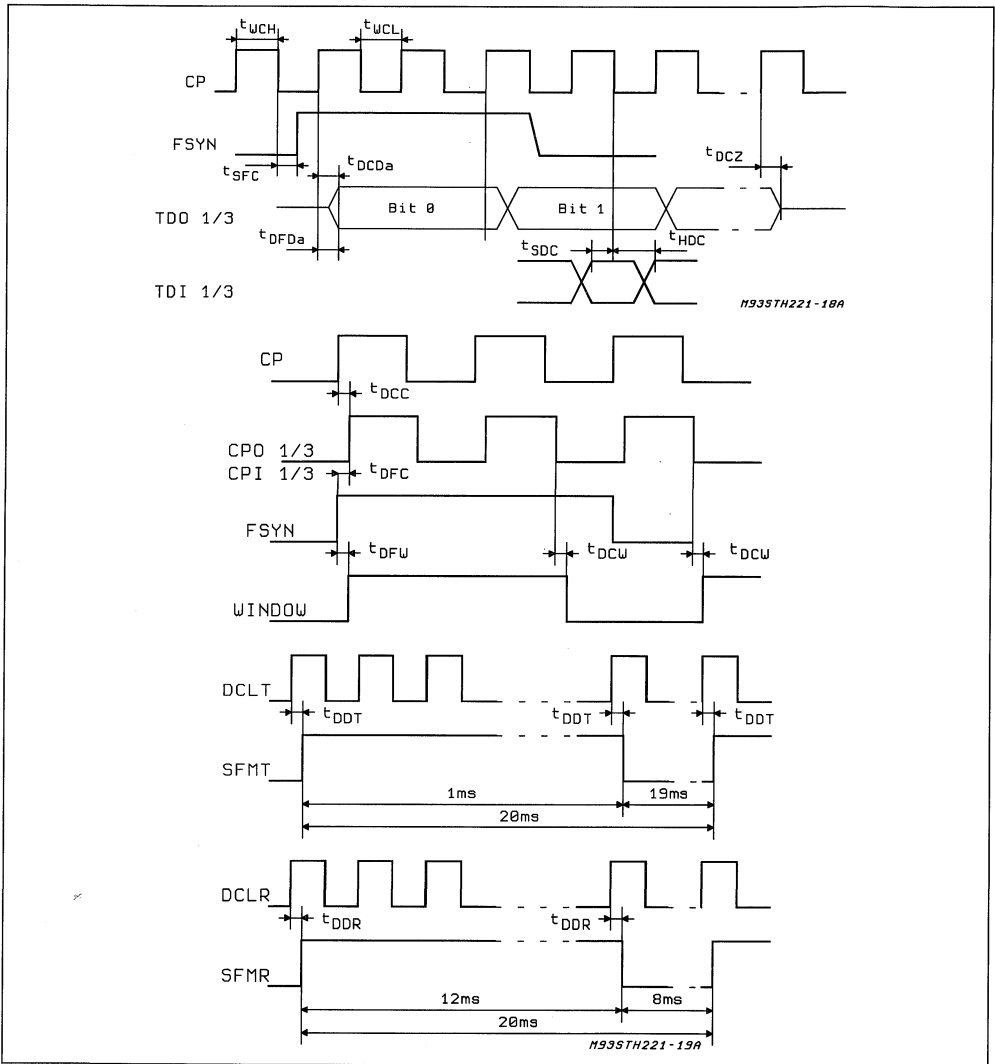 tWCH tWCL
CP
FSYN
tSFC tDCDa tDCZ
TDO 1/3 Bit 0 Bit 1
tDFDa tSDC tHDC
TDI 1/3
M93STH221-18A
CP
tDCC
CPO 1/3
CPI 1/3 tDFC
FSYN
tDFW tDCW tDCW
WINDOW
DCLT
tDDT tDDT tDDT
SFMT
1ms 19ms
20ms
DCLR
tDDR tDDR
SFMR
12ms 8ms
20ms
M93STH221-19A